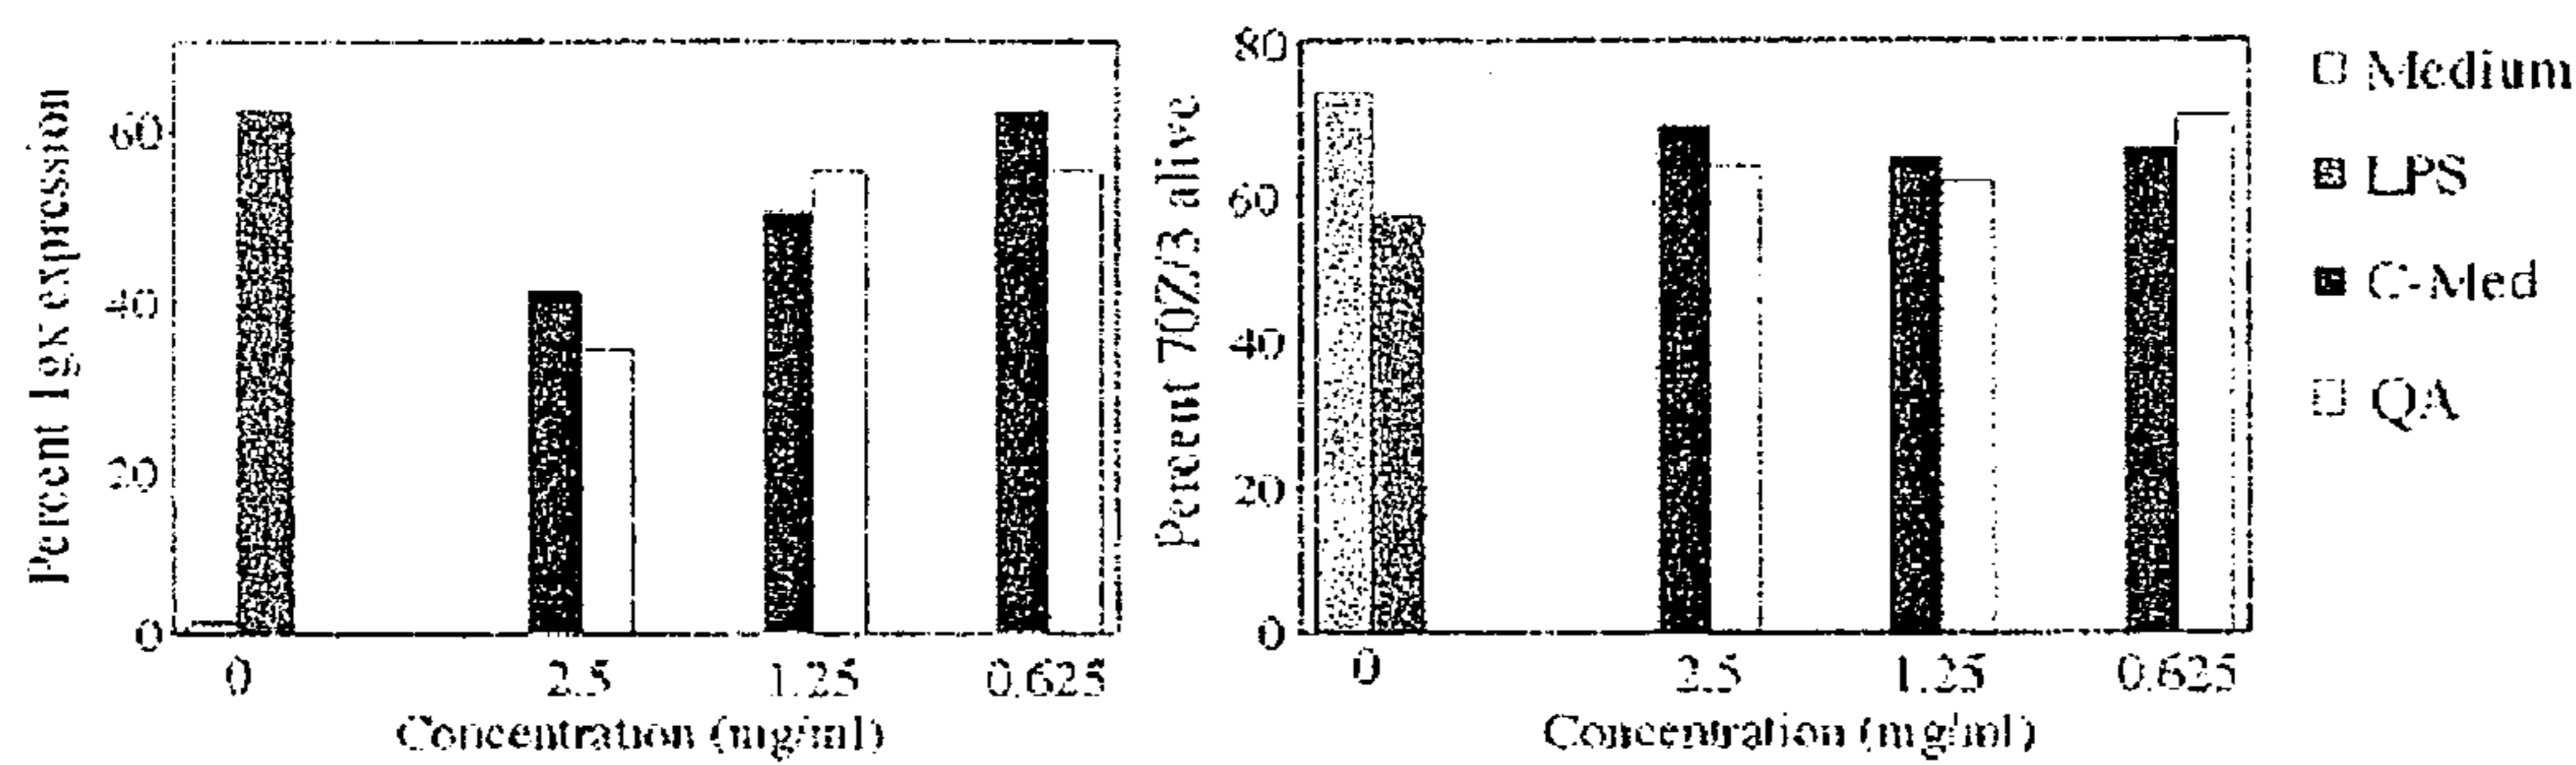 Percent Igκ expression
60
40
20
0
0 2.5 1.25 0.625
Concentration (mg/ml)
Percent 70Z/3 alive
80
60
40
20
0
0 2.5 1.25 0.625
Concentration (mg/ml)
Medium
LPS
C-Med
QA